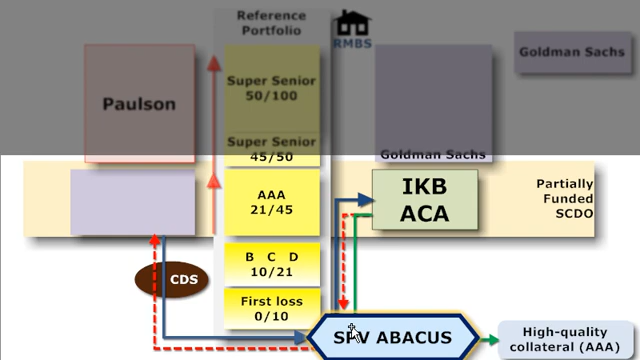 Reference
Portfolio
RMBS
Goldman Sachs
Paulson
Super Senior
50/100
Super Senior
45/50
Goldman Sachs
AAA
21/45
IKB
ACA
Partially
Funded
SCDO
B C D
10/21
CDS
First loss
0/10
SPV ABACUS
High-quality
collateral (AAA)